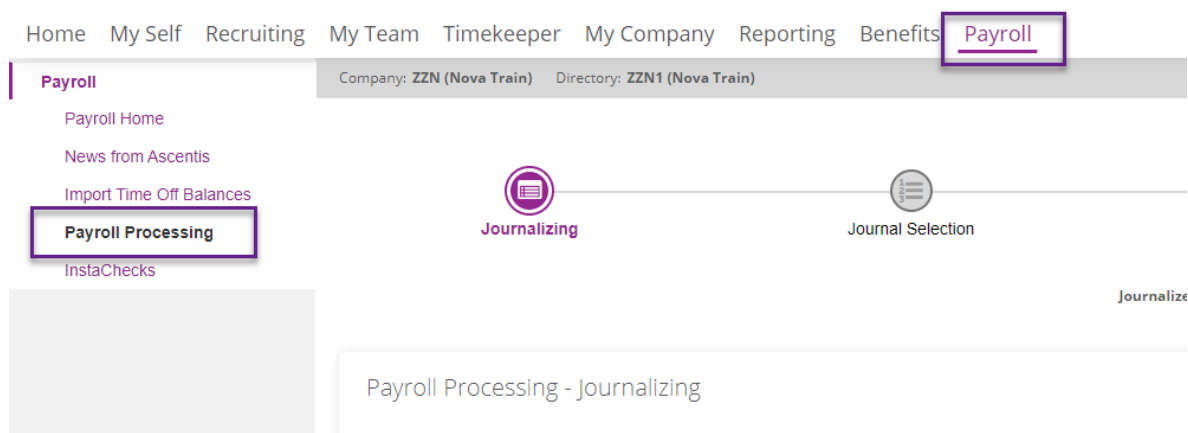 Home My Self Recruiting My Team Timekeeper My Company Reporting Benefits Payroll
Payroll
Payroll Home
News from Ascentis
Import Time Off Balances
Payroll Processing
InstaChecks
Company: ZZN (Nova Train) Directory: ZZN1 (Nova Train)
Journalizing
Journal Selection
Journalize
Payroll Processing - Journalizing